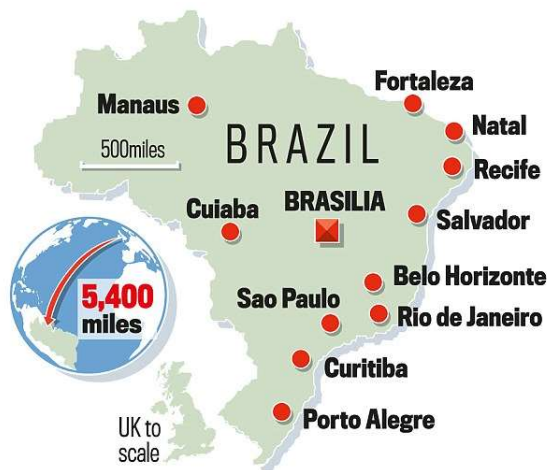 Fortaleza
Manaus
Natal
BRAZIL
500miles
Recife
Cuiaba
BRASILIA
Salvador
Belo Horizonte
5,400
miles
Sao Paulo
Rio de Janeiro
Curitiba
Porto Alegre
UK to
scale